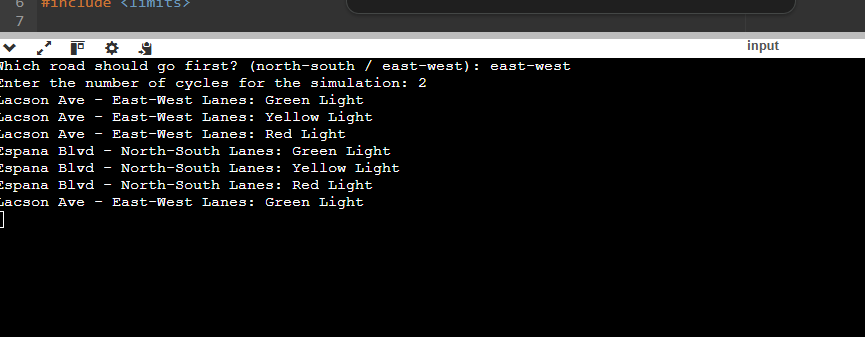 6 #include <limits>
7
input
Which road should go first? (north-south / east-west): east-west
Enter the number of cycles for the simulation: 2
Lacson Ave - East-West Lanes: Green Light
Lacson Ave - East-West Lanes: Yellow Light
Lacson Ave - East-West Lanes: Red Light
Espana Blvd - North-South Lanes: Green Light
Espana Blvd - North-South Lanes: Yellow Light
Espana Blvd - North-South Lanes: Red Light
Lacson Ave - East-West Lanes: Green Light